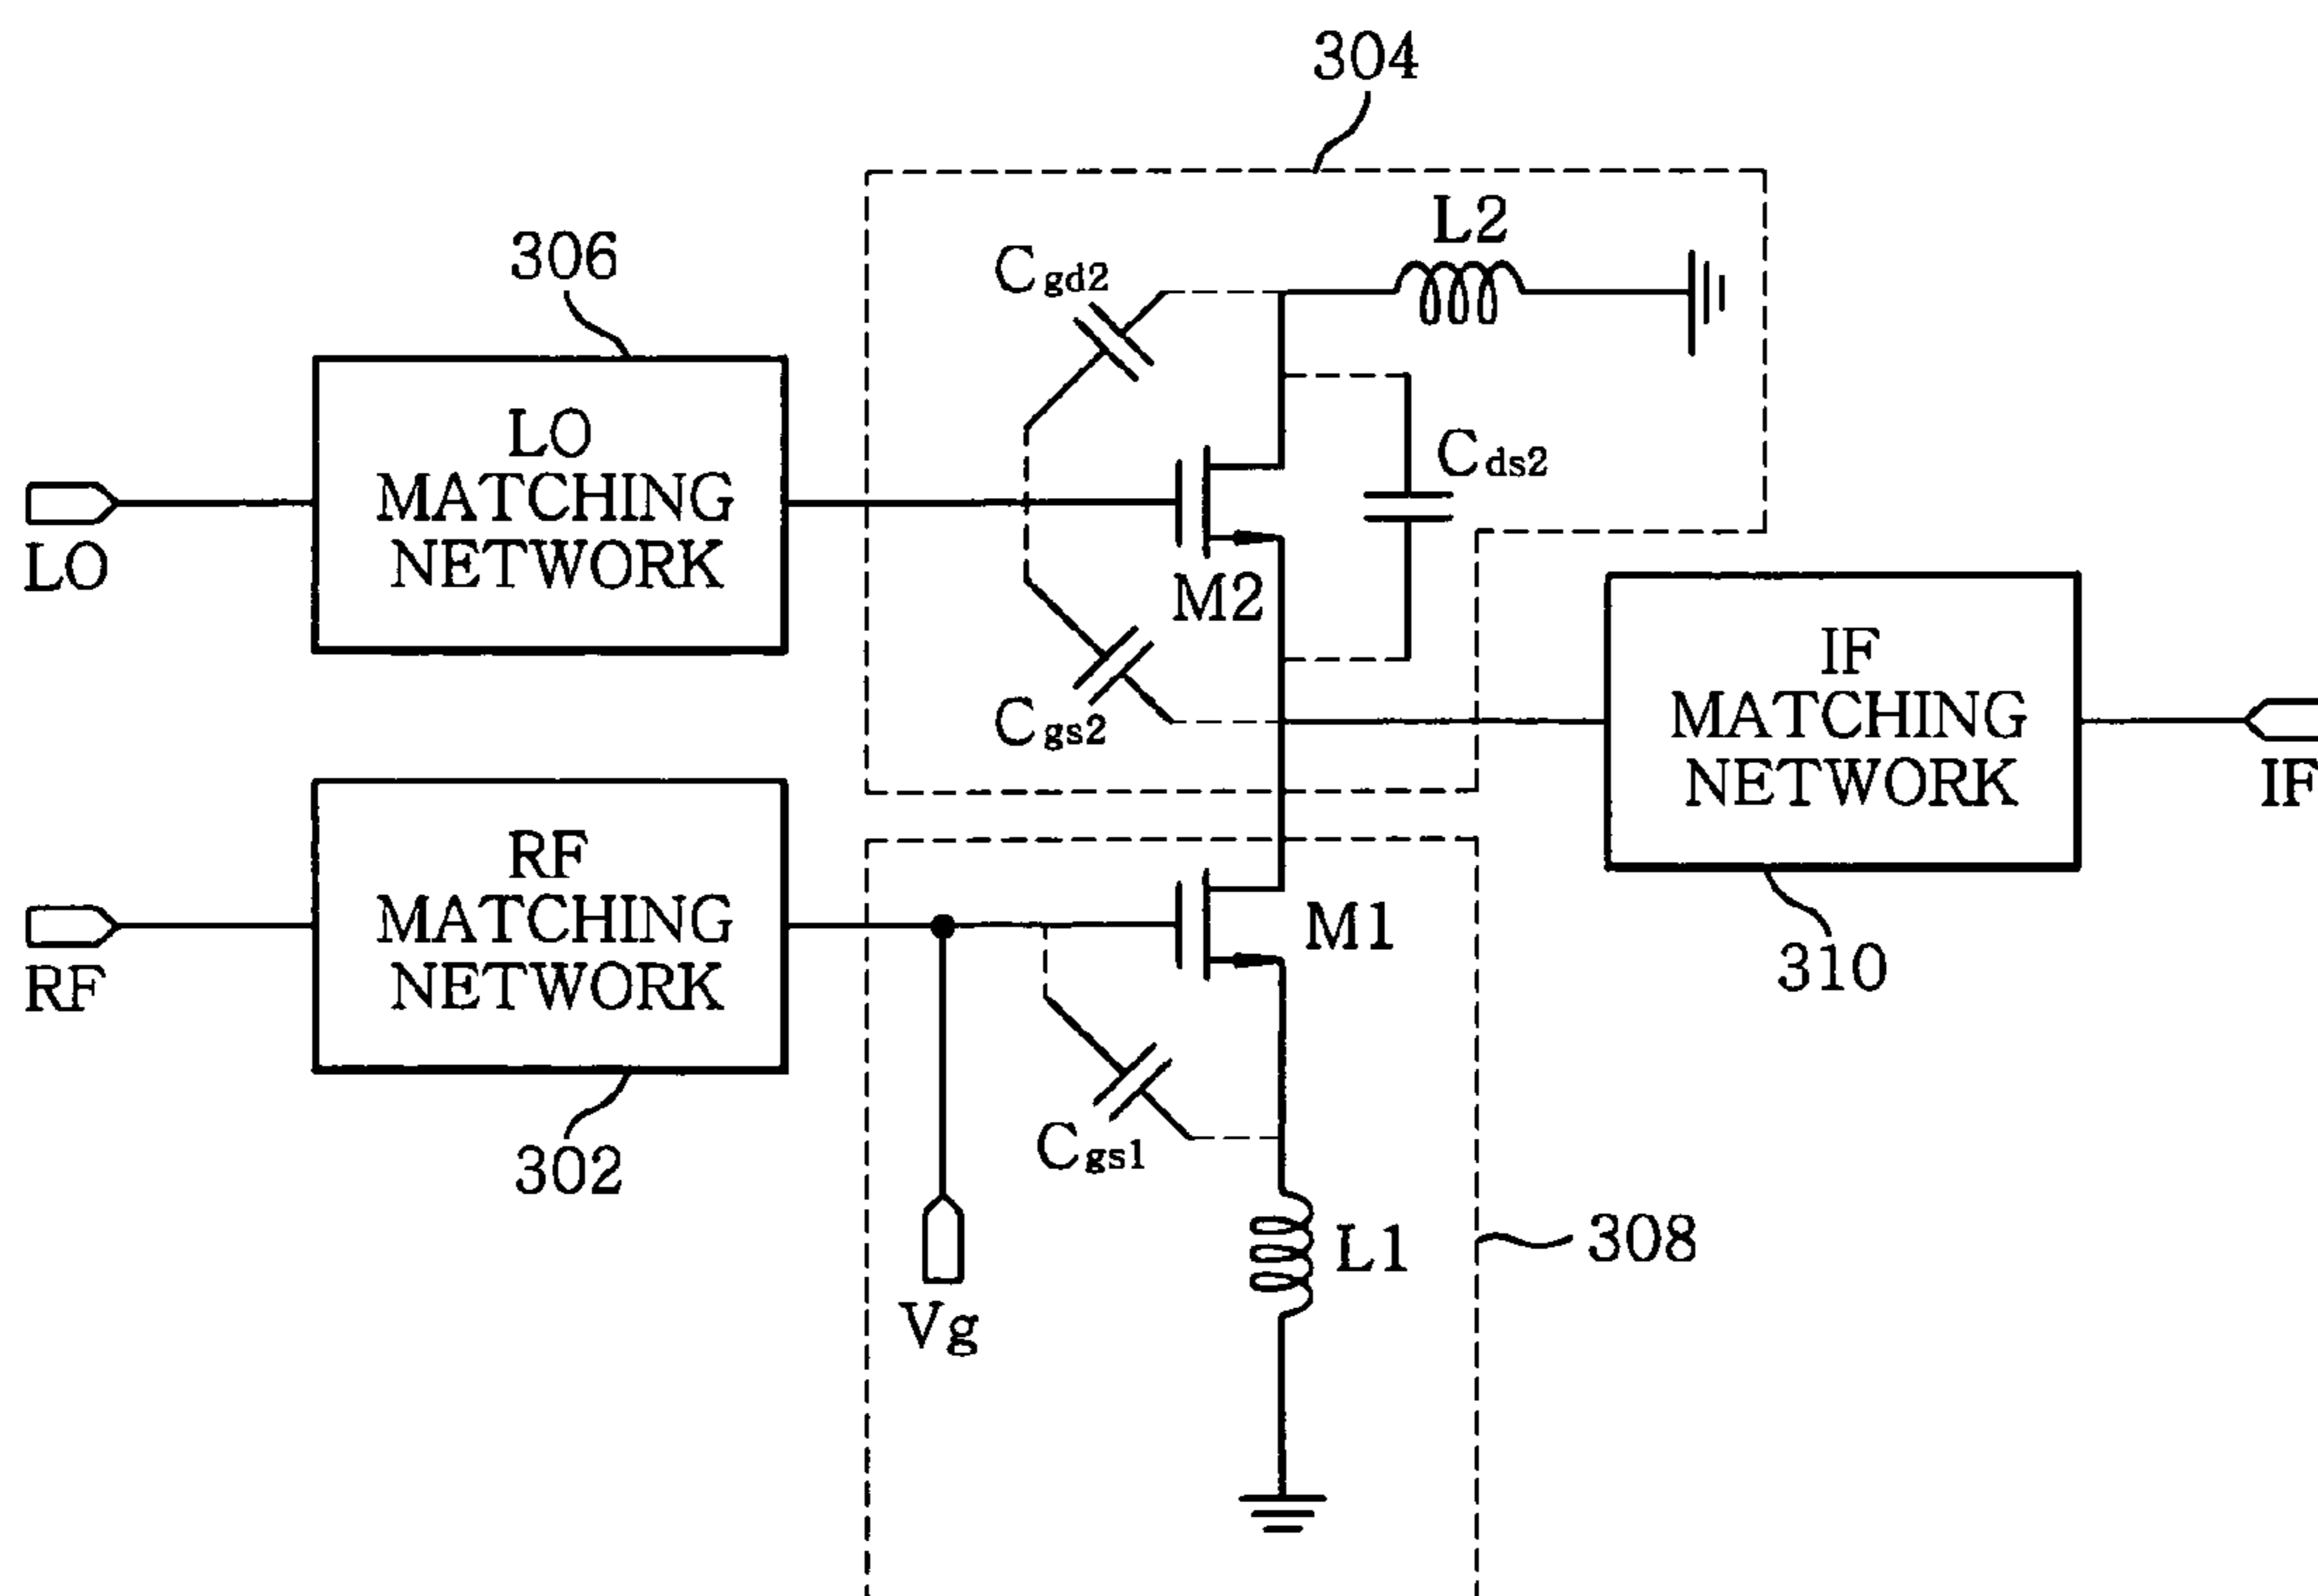 304
L2
Cgd2
306
LO
MATCHING
NETWORK
Cds2
LO
M2
IF
MATCHING
NETWORK
Cgs2
IF
RF
MATCHING
NETWORK
M1
RF
310
302
Cgs1
308
L1
Vg